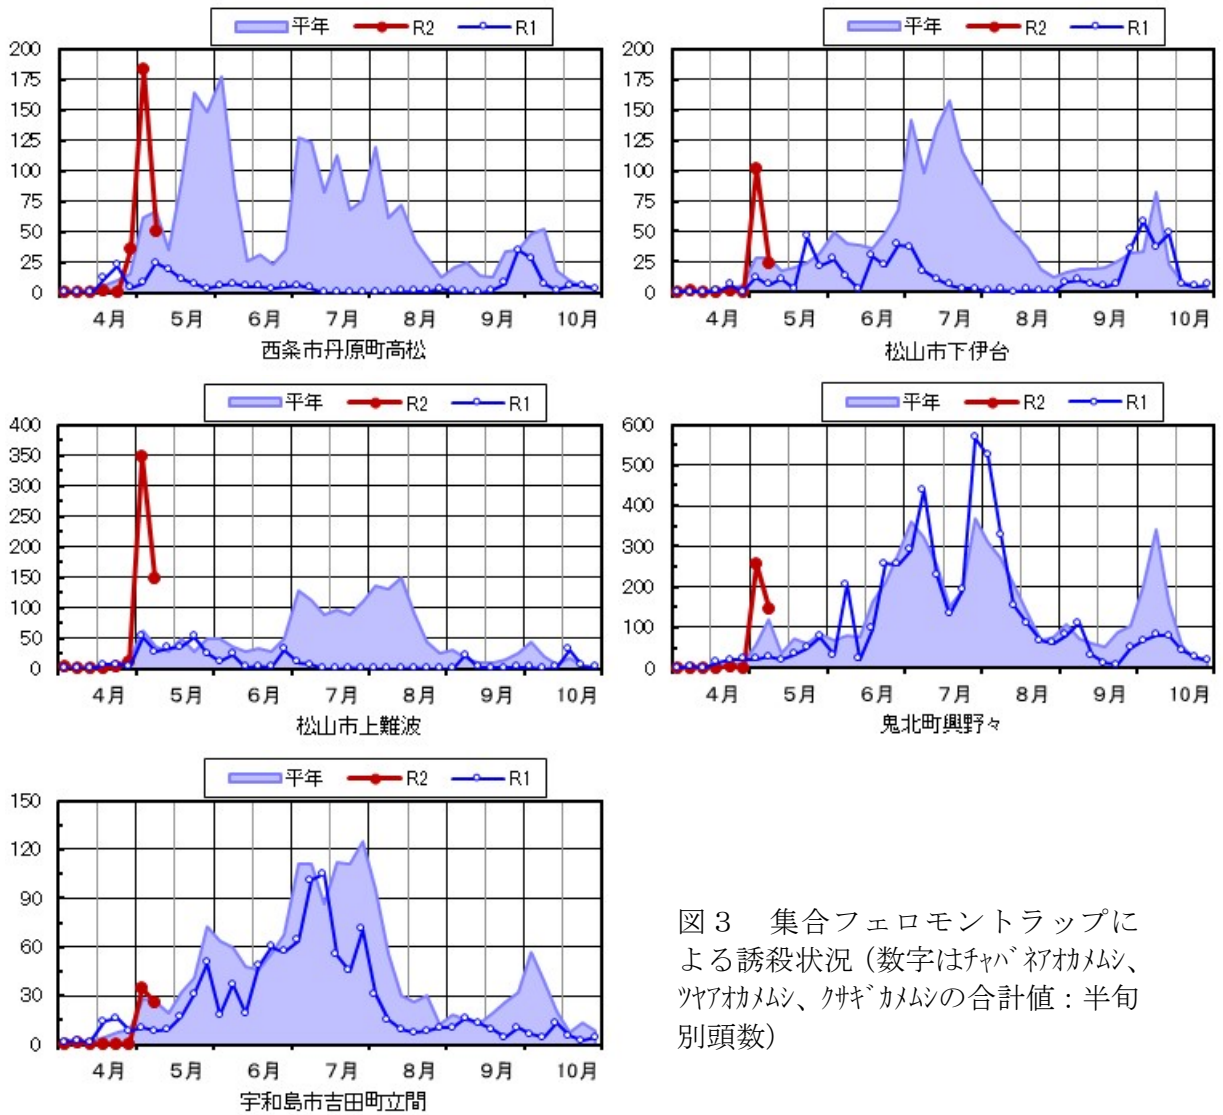 平年 R2 R1
200
175
150
125
100
75
50
25
0
4月 5月 6月 7月 8月 9月 10月
西条市丹原町高松
平年 R2 R1
200
175
150
125
100
75
50
25
0
4月 5月 6月 7月 8月 9月 10月
松山市下伊台
平年 R2 R1
400
350
300
250
200
150
100
50
0
4月 5月 6月 7月 8月 9月 10月
松山市上難波
平年 R2 R1
600
500
400
300
200
100
0
4月 5月 6月 7月 8月 9月 10月
鬼北町興野々
平年 R2 R1
150
120
90
60
30
0
4月 5月 6月 7月 8月 9月 10月
宇和島市吉田町立間
図3 集合フェロモントラップに
よる誘殺状況(数字はﾁｬﾊﾞﾈｱｵｶﾒﾑｼ、
ﾂﾔｱｵｶﾒﾑｼ、ｸｻｷﾞｶﾒﾑｼの合計値:半旬
別頭数)